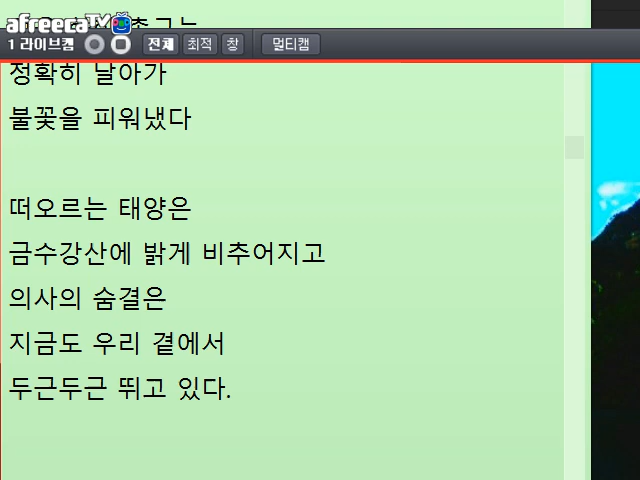 afreecaTV
1 라이브캠 전체 최적 창 멀티캠
정확히 날아가
불꽃을 피워냈다
떠오르는 태양은
금수강산에 밝게 비추어지고
의사의 숨결은
지금도 우리 곁에서
두근두근 뛰고 있다.